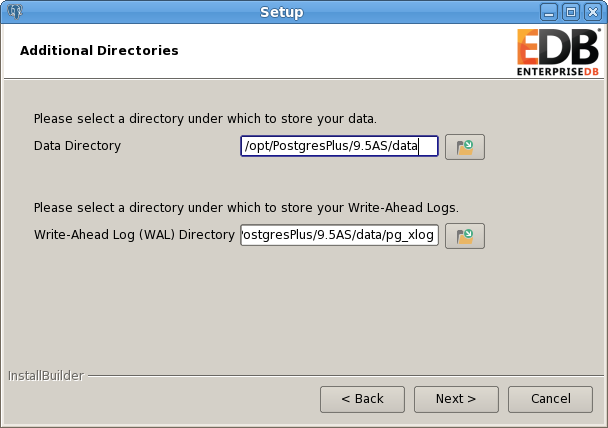 Setup
Additional Directories
EDB
ENTERPRISEDB
Please select a directory under which to store your data.
Data Directory /opt/PostgresPlus/9.5AS/data
Please select a directory under which to store your Write-Ahead Logs.
Write-Ahead Log (WAL) Directory ostgresPlus/9.5AS/data/pg_xlog
InstallBuilder
< Back Next > Cancel